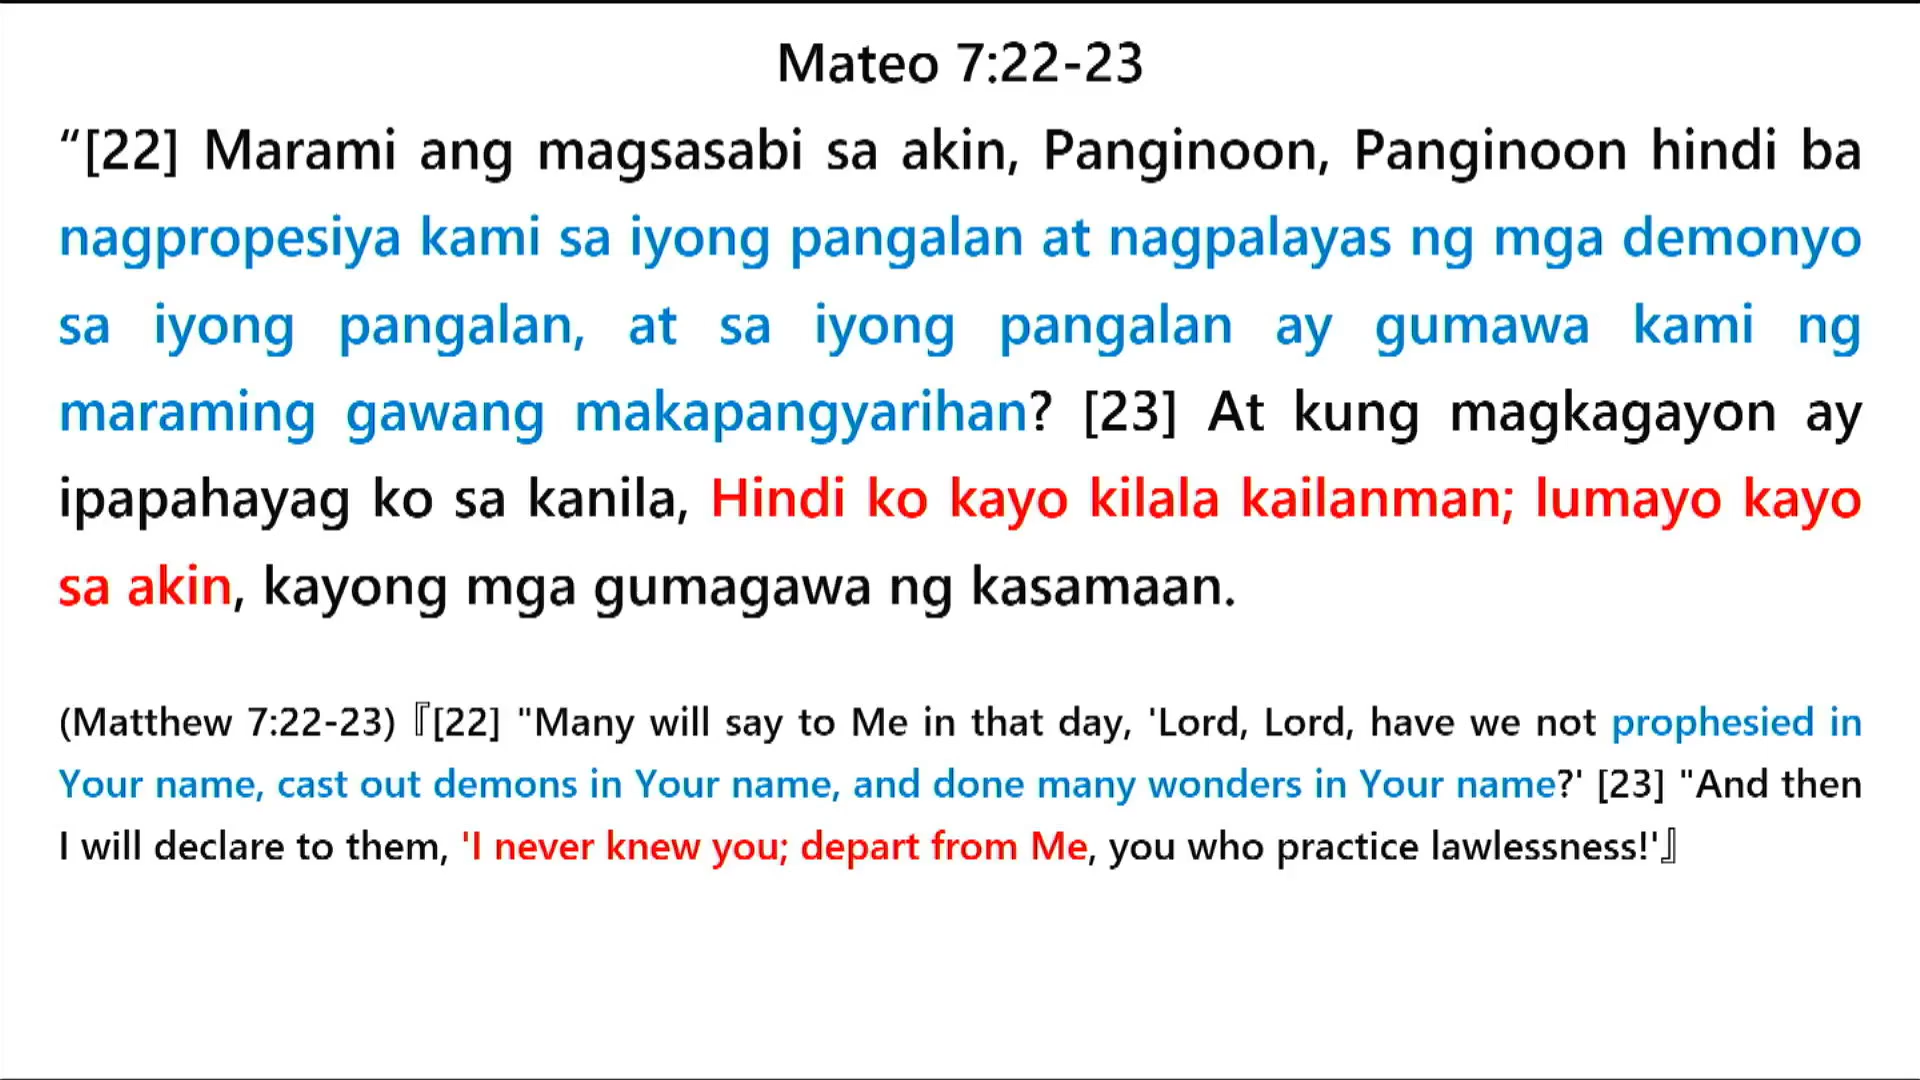 Mateo 7:22-23
“[22] Marami ang magsasabi sa akin, Panginoon, Panginoon hindi ba
nagpropesiya kami sa iyong pangalan at nagpalayas ng mga demonyo
sa iyong pangalan, at sa iyong pangalan ay gumawa kami ng
maraming gawang makapangyarihan? [23] At kung magkagayon ay
ipapahayag ko sa kanila, Hindi ko kayo kilala kailanman; lumayo kayo
sa akin, kayong mga gumagawa ng kasamaan.
(Matthew 7:22-23)『[22] "Many will say to Me in that day, 'Lord, Lord, have we not prophesied in
Your name, cast out demons in Your name, and done many wonders in Your name?' [23] "And then
I will declare to them, 'I never knew you; depart from Me, you who practice lawlessness!'』